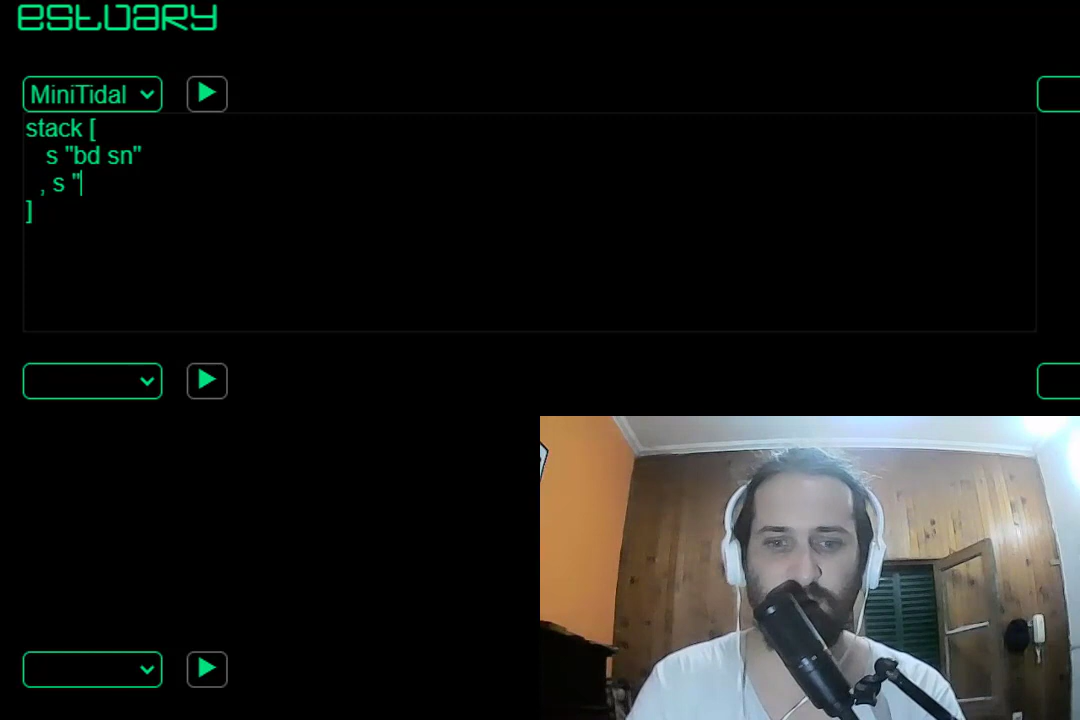 estuary
MiniTidal
stack [
s "bd sn"
, s "
]